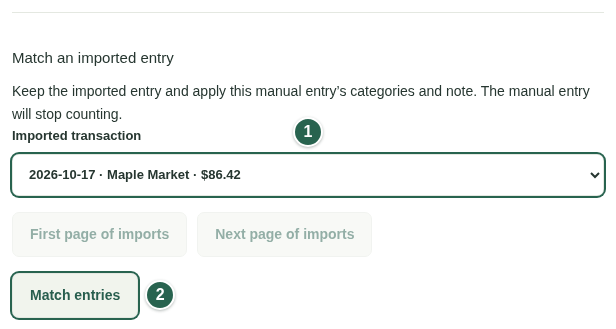 Match an imported entry
Keep the imported entry and apply this manual entry’s categories and note. The manual entry
will stop counting.
Imported transaction
1
2026-10-17 · Maple Market · $86.42
First page of imports
Next page of imports
Match entries
2